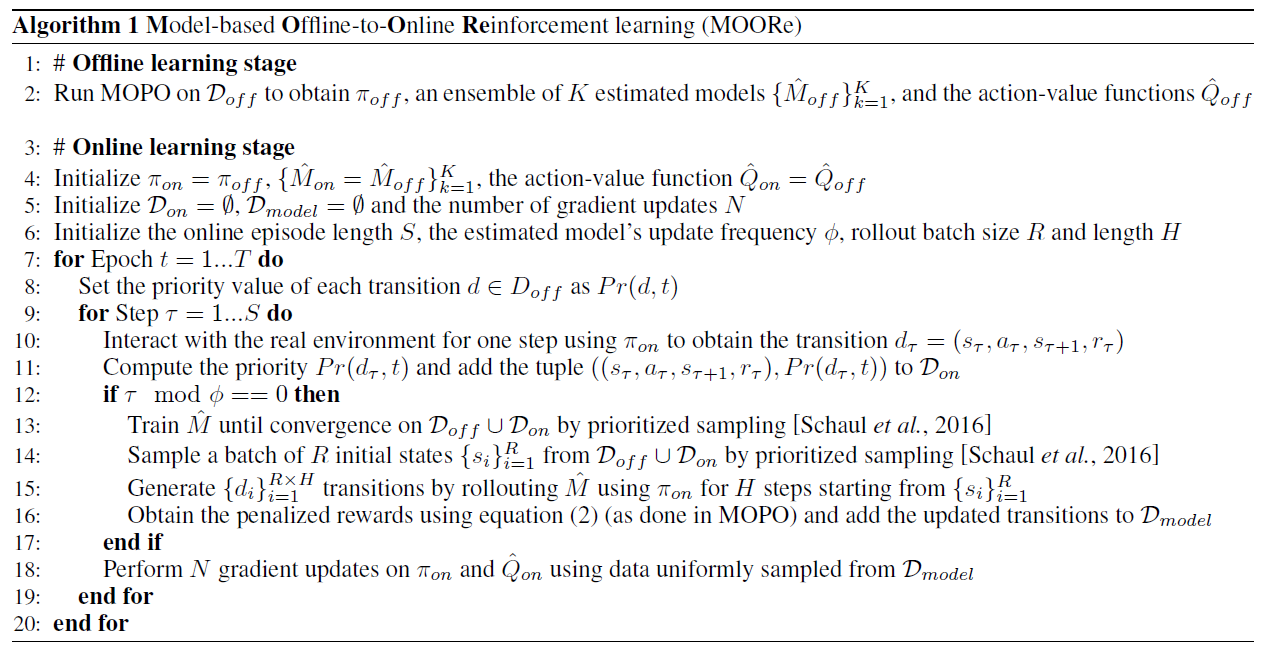 Algorithm 1 Model-based Offline-to-Online Reinforcement learning (MOORe)
1: # Offline learning stage
2: Run MOPO on $\mathcal{D}_{off}$ to obtain $\pi_{off}$, an ensemble of $K$ estimated models $\{\hat{M}_{off}\}_{k=1}^{K}$, and the action-value functions $\hat{Q}_{off}$
3: # Online learning stage
4: Initialize $\pi_{on} = \pi_{off}$, $\{\hat{M}_{on} = \hat{M}_{off}\}_{k=1}^{K}$, the action-value function $\hat{Q}_{on} = \hat{Q}_{off}$
5: Initialize $\mathcal{D}_{on} = \emptyset$, $\mathcal{D}_{model} = \emptyset$ and the number of gradient updates $N$
6: Initialize the online episode length $S$, the estimated model's update frequency $\phi$, rollout batch size $R$ and length $H$
7: for Epoch $t = 1...T$ do
8: Set the priority value of each transition $d \in D_{off}$ as $Pr(d, t)$
9: for Step $\tau = 1...S$ do
10: Interact with the real environment for one step using $\pi_{on}$ to obtain the transition $d_\tau = (s_\tau, a_\tau, s_{\tau+1}, r_\tau)$
11: Compute the priority $Pr(d_\tau, t)$ and add the tuple $((s_\tau, a_\tau, s_{\tau+1}, r_\tau), Pr(d_\tau, t))$ to $\mathcal{D}_{on}$
12: if $\tau \mod \phi == 0$ then
13: Train $\hat{M}$ until convergence on $\mathcal{D}_{off} \cup \mathcal{D}_{on}$ by prioritized sampling [Schaul et al., 2016]
14: Sample a batch of $R$ initial states $\{s_i\}_{i=1}^{R}$ from $\mathcal{D}_{off} \cup \mathcal{D}_{on}$ by prioritized sampling [Schaul et al., 2016]
15: Generate $\{d_i\}_{i=1}^{R \times H}$ transitions by rollouting $\hat{M}$ using $\pi_{on}$ for $H$ steps starting from $\{s_i\}_{i=1}^{R}$
16: Obtain the penalized rewards using equation (2) (as done in MOPO) and add the updated transitions to $\mathcal{D}_{model}$
17: end if
18: Perform $N$ gradient updates on $\pi_{on}$ and $\hat{Q}_{on}$ using data uniformly sampled from $\mathcal{D}_{model}$
19: end for
20: end for